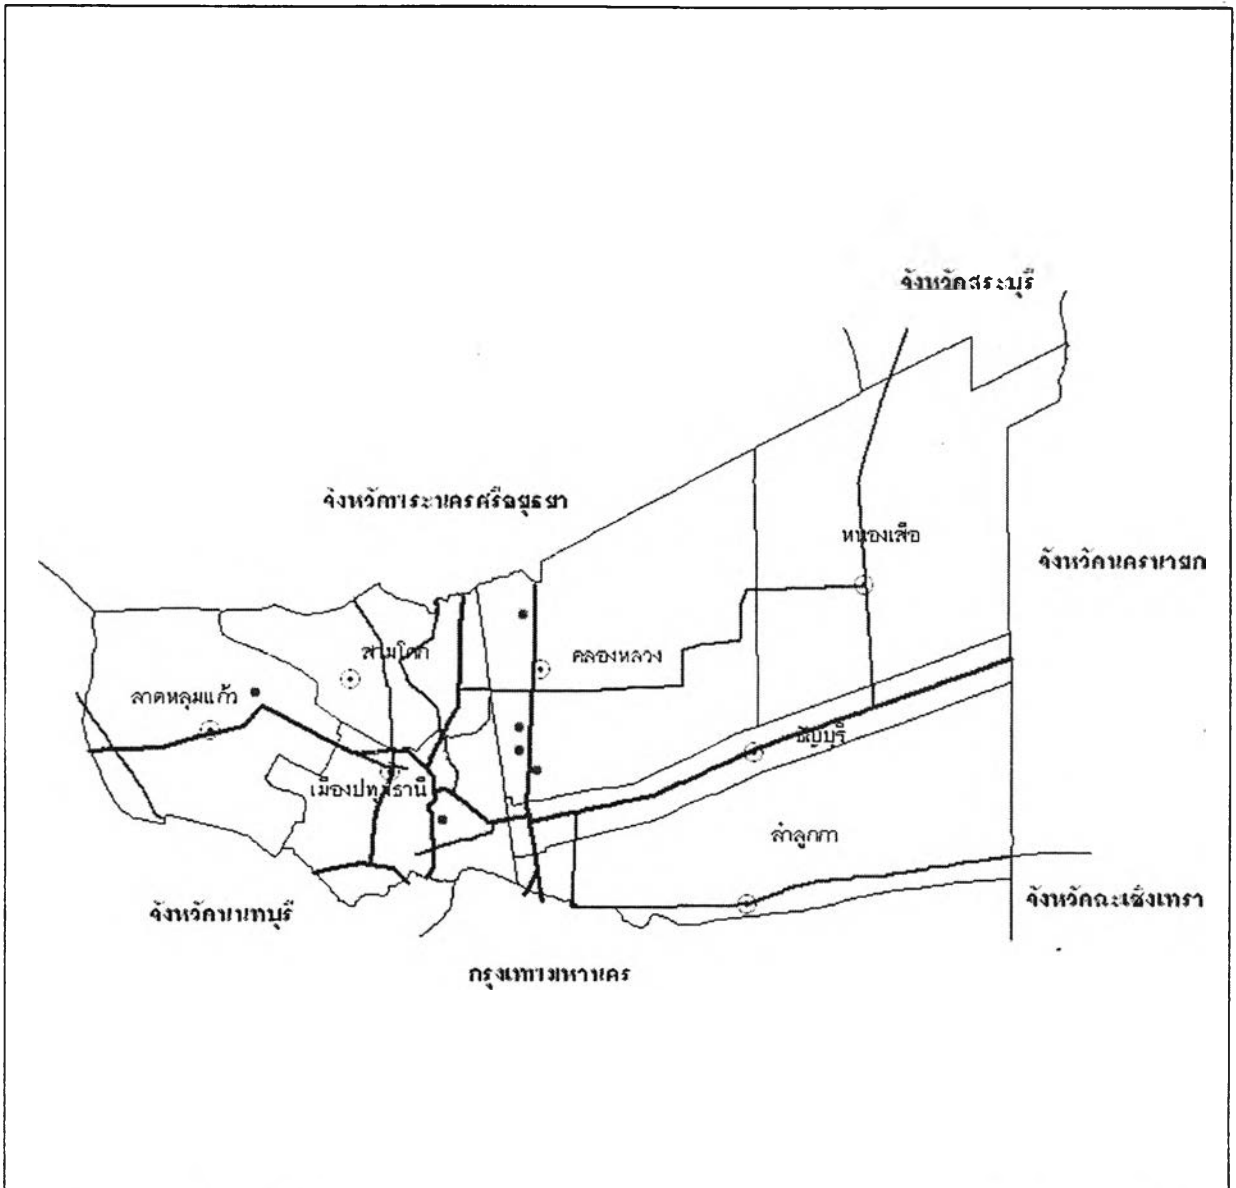 จังหวัดสระบุรี
จังหวัดพระนครศรีอยุธยา
หนองเสือ
จังหวัดนครนายก
สามโคก
คลองหลวง
ลาดหลุมแก้ว
ธัญบุรี
เมืองปทุมธานี
ลำลูกกา
จังหวัดนนทบุรี
จังหวัดฉะเชิงเทรา
กรุงเทพมหานคร